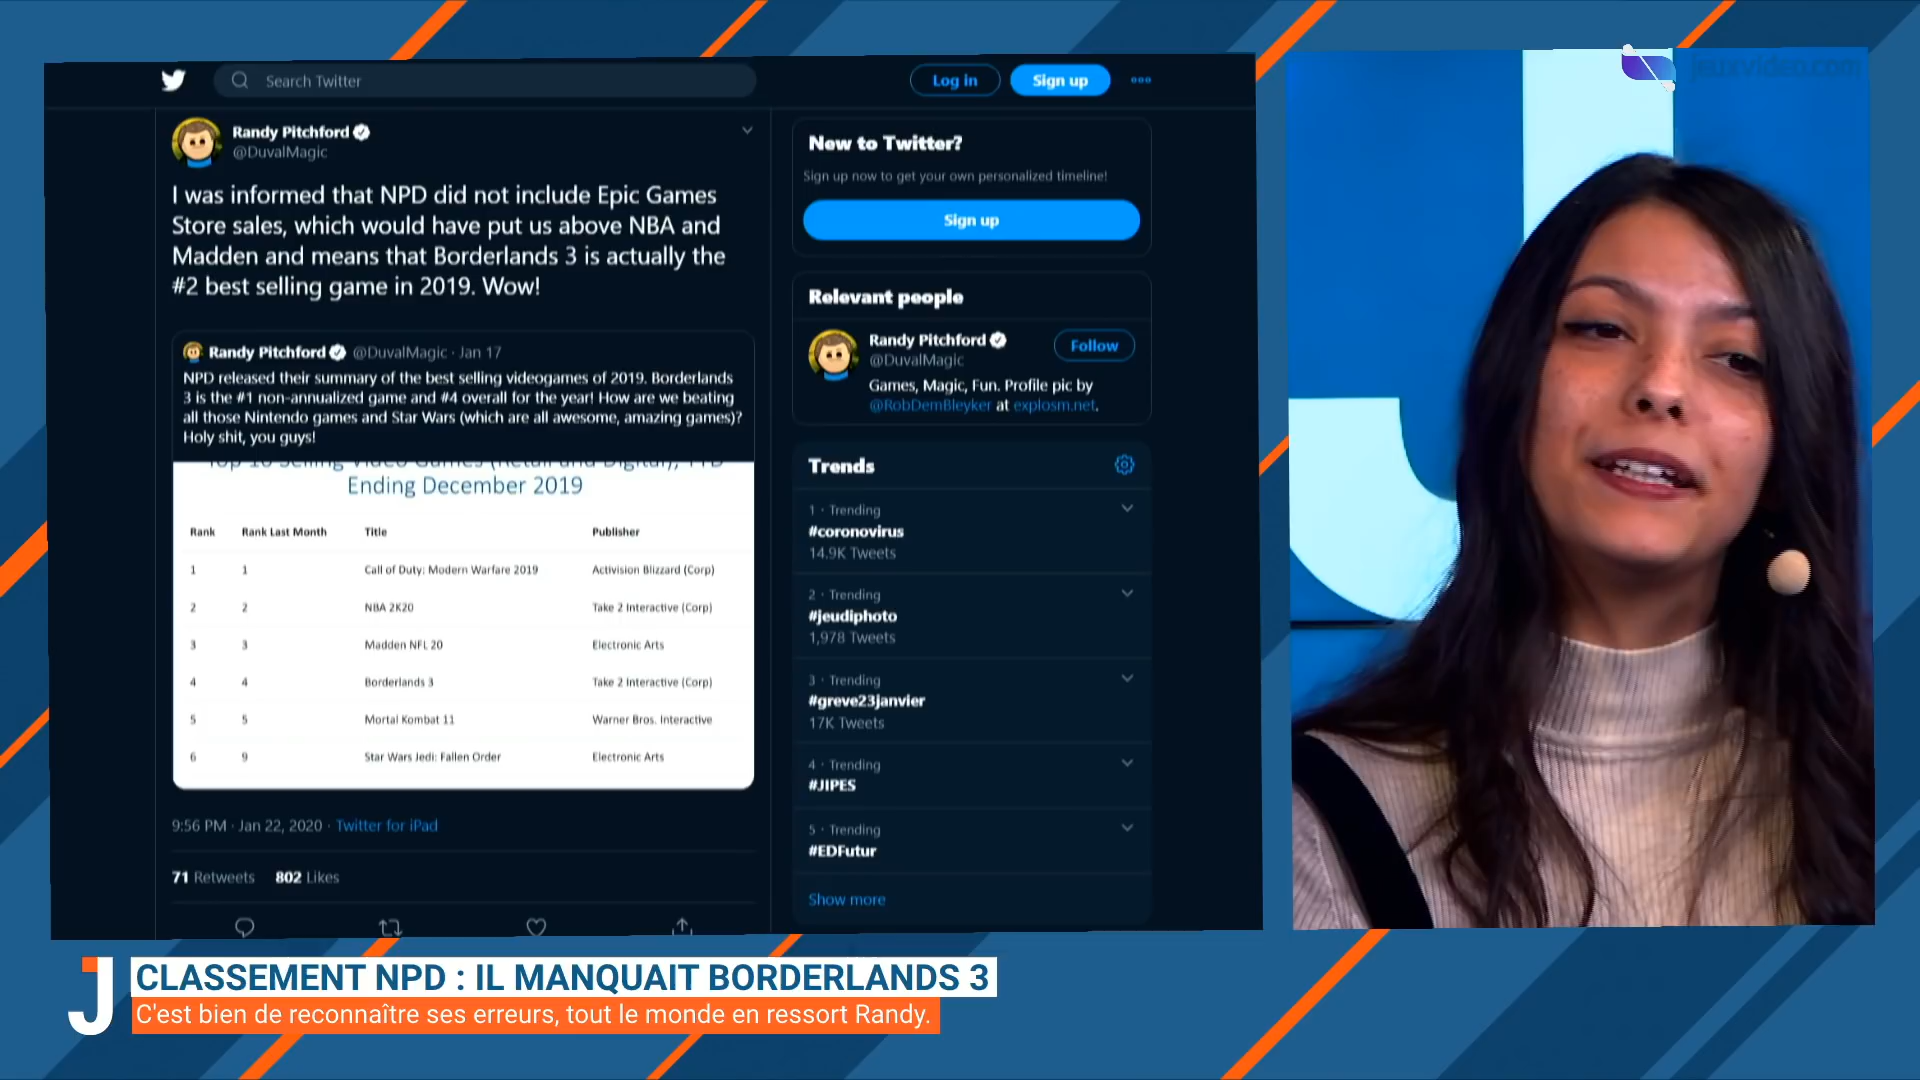 Search Twitter
Log in
Sign up
Randy Pitchford
@DuvalMagic
I was informed that NPD did not include Epic Games
Store sales, which would have put us above NBA and
Madden and means that Borderlands 3 is actually the
#2 best selling game in 2019. Wow!
Randy Pitchford @DuvalMagic · Jan 17
NPD released their summary of the best selling videogames of 2019. Borderlands
3 is the #1 non-annualized game and #4 overall for the year! How are we beating
all those Nintendo games and Star Wars (which are all awesome, amazing games)?
Holy shit, you guys!
Top 10 Selling Video Games (Retail and Digital), YTD
Ending December 2019
Rank Rank Last Month Title Publisher
1 1 Call of Duty: Modern Warfare 2019 Activision Blizzard (Corp)
2 2 NBA 2K20 Take 2 Interactive (Corp)
3 3 Madden NFL 20 Electronic Arts
4 4 Borderlands 3 Take 2 Interactive (Corp)
5 5 Mortal Kombat 11 Warner Bros. Interactive
6 9 Star Wars Jedi: Fallen Order Electronic Arts
9:56 PM · Jan 22, 2020 · Twitter for iPad
71 Retweets 802 Likes
New to Twitter?
Sign up now to get your own personalized timeline!
Sign up
Relevant people
Randy Pitchford
@DuvalMagic
Follow
Games, Magic, Fun. Profile pic by
@RobDemBleyker at explosm.net.
Trends
1 · Trending
#coronovirus
14.9K Tweets
2 · Trending
#jeudiphoto
1,978 Tweets
3 · Trending
#greve23janvier
17K Tweets
4 · Trending
#JIPES
5 · Trending
#EDFutur
Show more
jeuxvideo.com
J
CLASSEMENT NPD : IL MANQUAIT BORDERLANDS 3
C'est bien de reconnaître ses erreurs, tout le monde en ressort Randy.